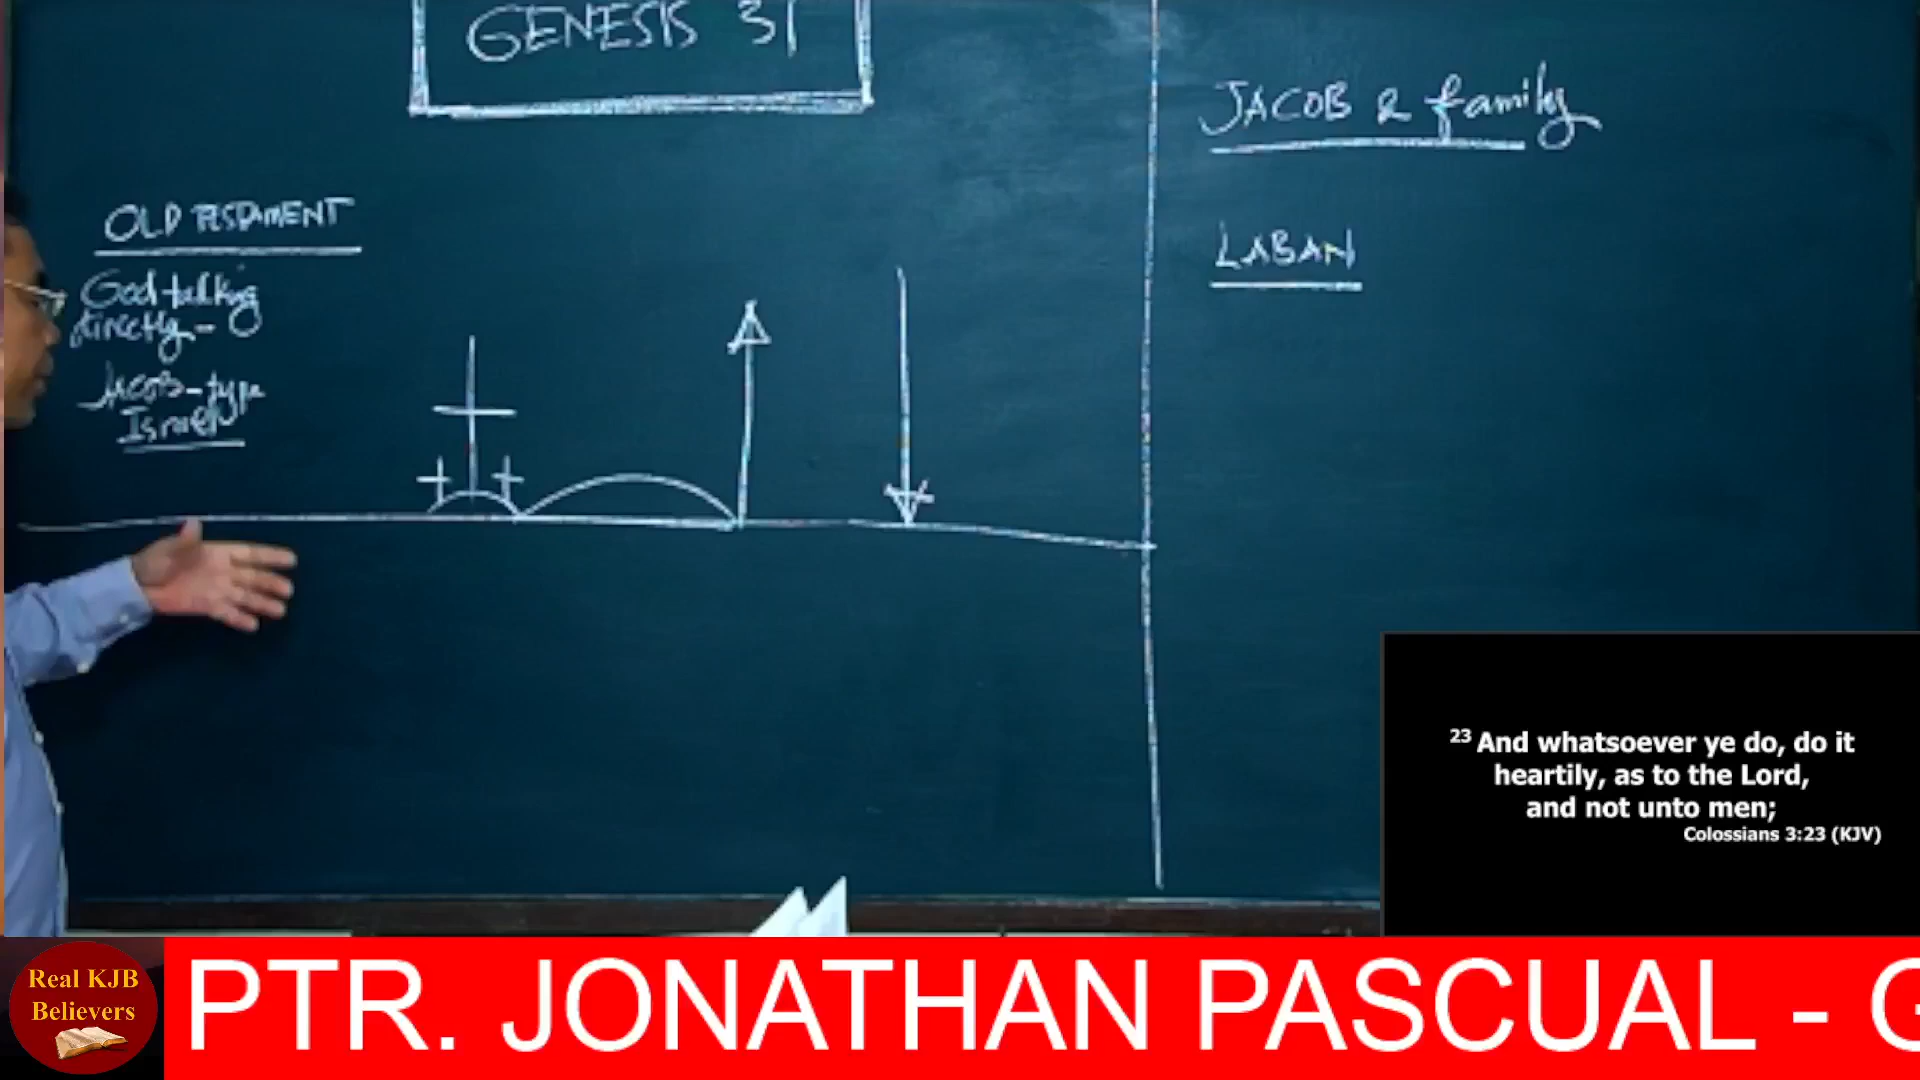 GENESIS 31
JACOB & family
LABAN
OLD TESTAMENT
God talking
directly -
Jacob - type
Israel
23 And whatsoever ye do, do it
heartily, as to the Lord,
and not unto men;
Colossians 3:23 (KJV)
Real KJB
Believers
PTR. JONATHAN PASCUAL - G